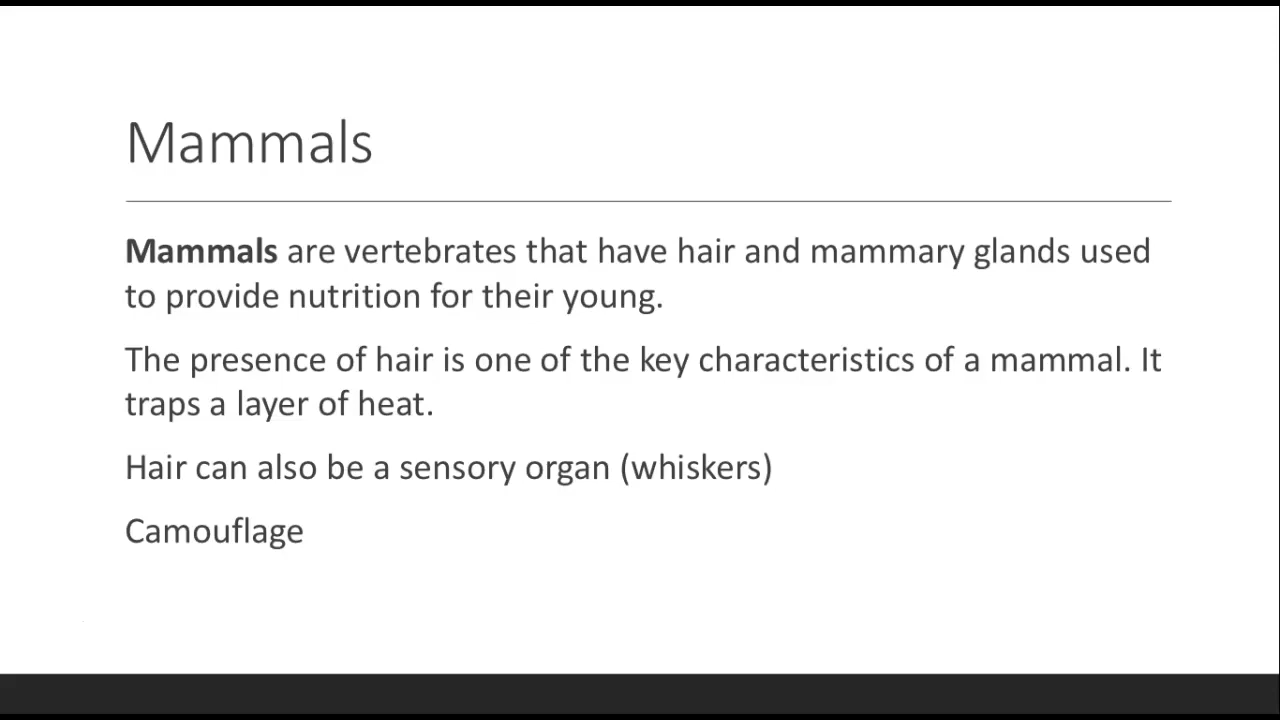 Mammals
Mammals are vertebrates that have hair and mammary glands used
to provide nutrition for their young.
The presence of hair is one of the key characteristics of a mammal. It
traps a layer of heat.
Hair can also be a sensory organ (whiskers)
Camouflage